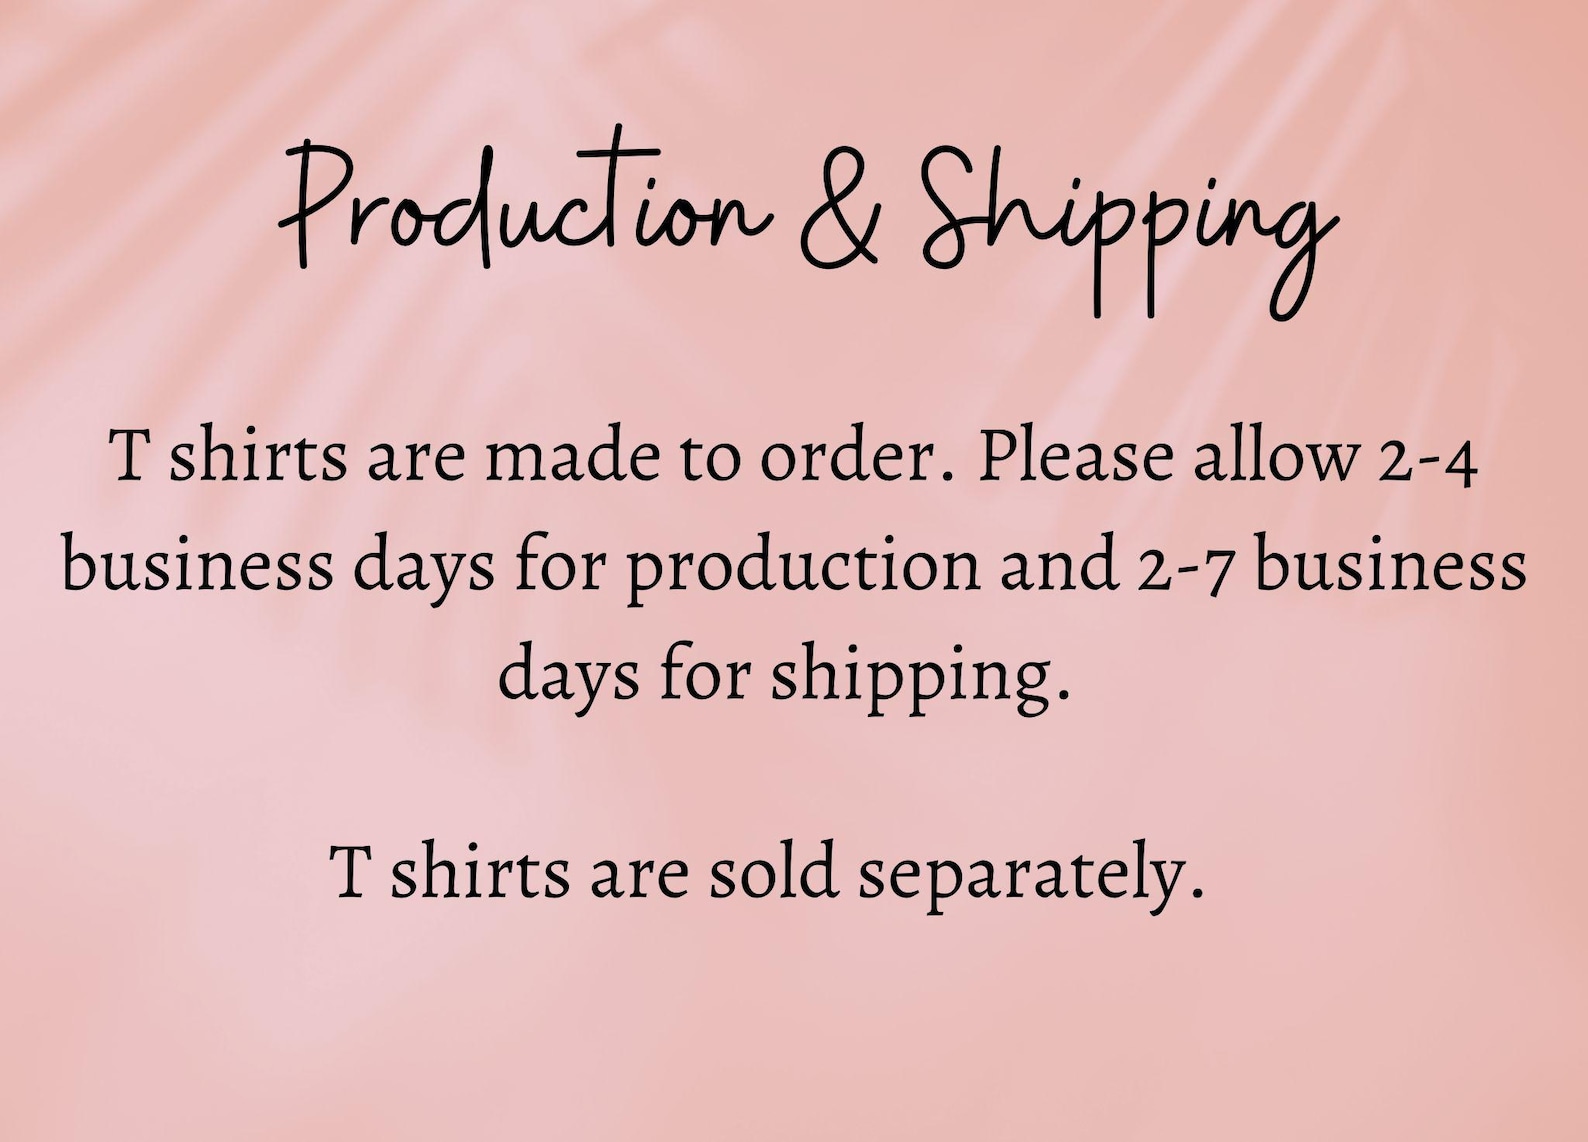 Production & Shipping
T shirts are made to order. Please allow 2-4
business days for production and 2-7 business
days for shipping.
T shirts are sold separately.